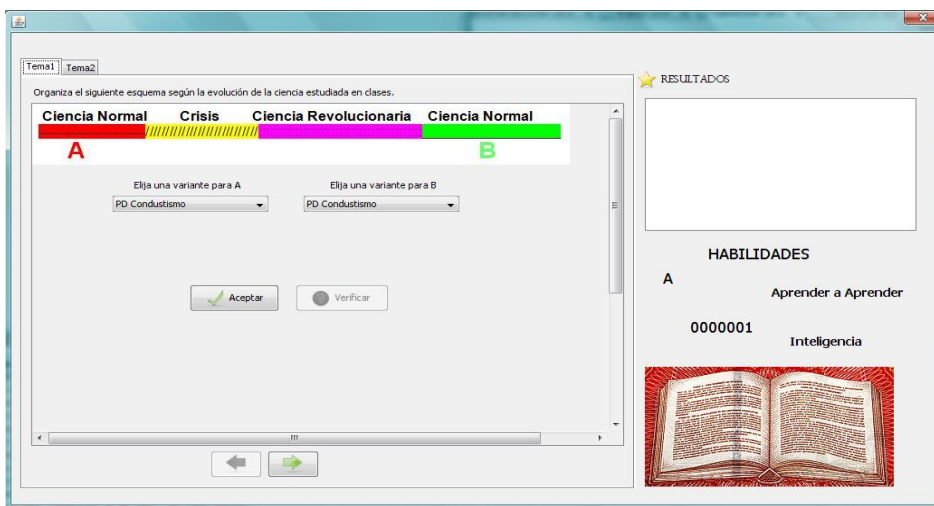 Tema1 Tema2
Organiza el siguiente esquema según la evolución de la ciencia estudiada en clases.
Ciencia Normal Crisis Ciencia Revolucionaria Ciencia Normal
A B
Elija una variante para A Elija una variante para B
PD Condustismo PD Condustismo
Aceptar Verificar
RESULTADOS
HABILIDADES
A
Aprender a Aprender
0000001
Inteligencia